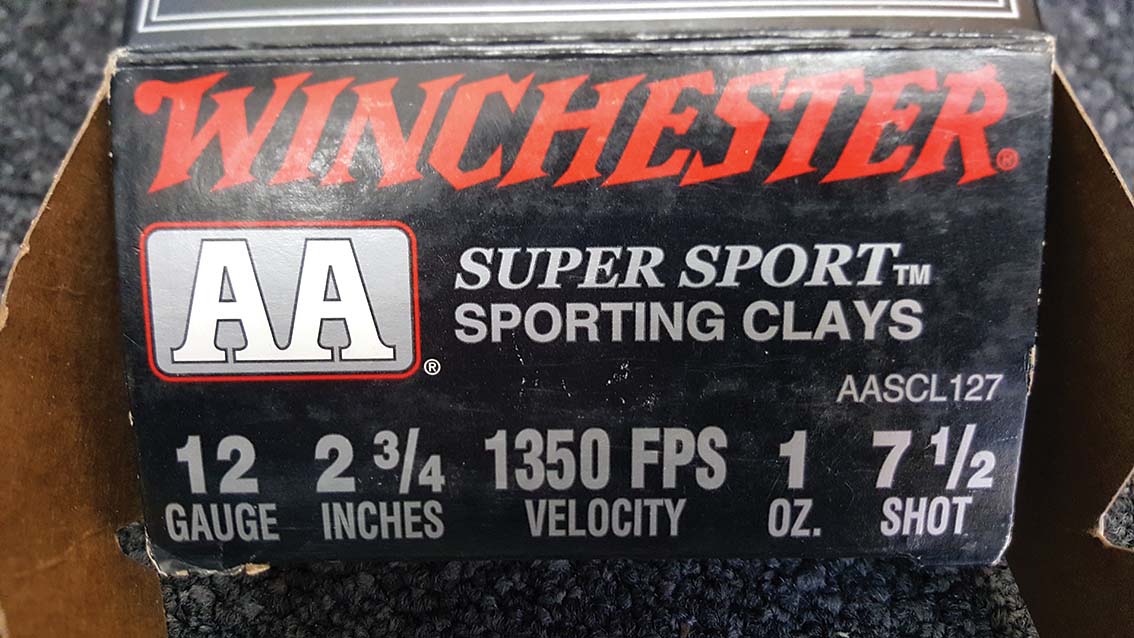 WINCHESTER®
AA®
SUPER SPORT™
SPORTING CLAYS
AASCL127
12 2 3/4 1350 FPS 1 7 1/2
GAUGE INCHES VELOCITY OZ. SHOT